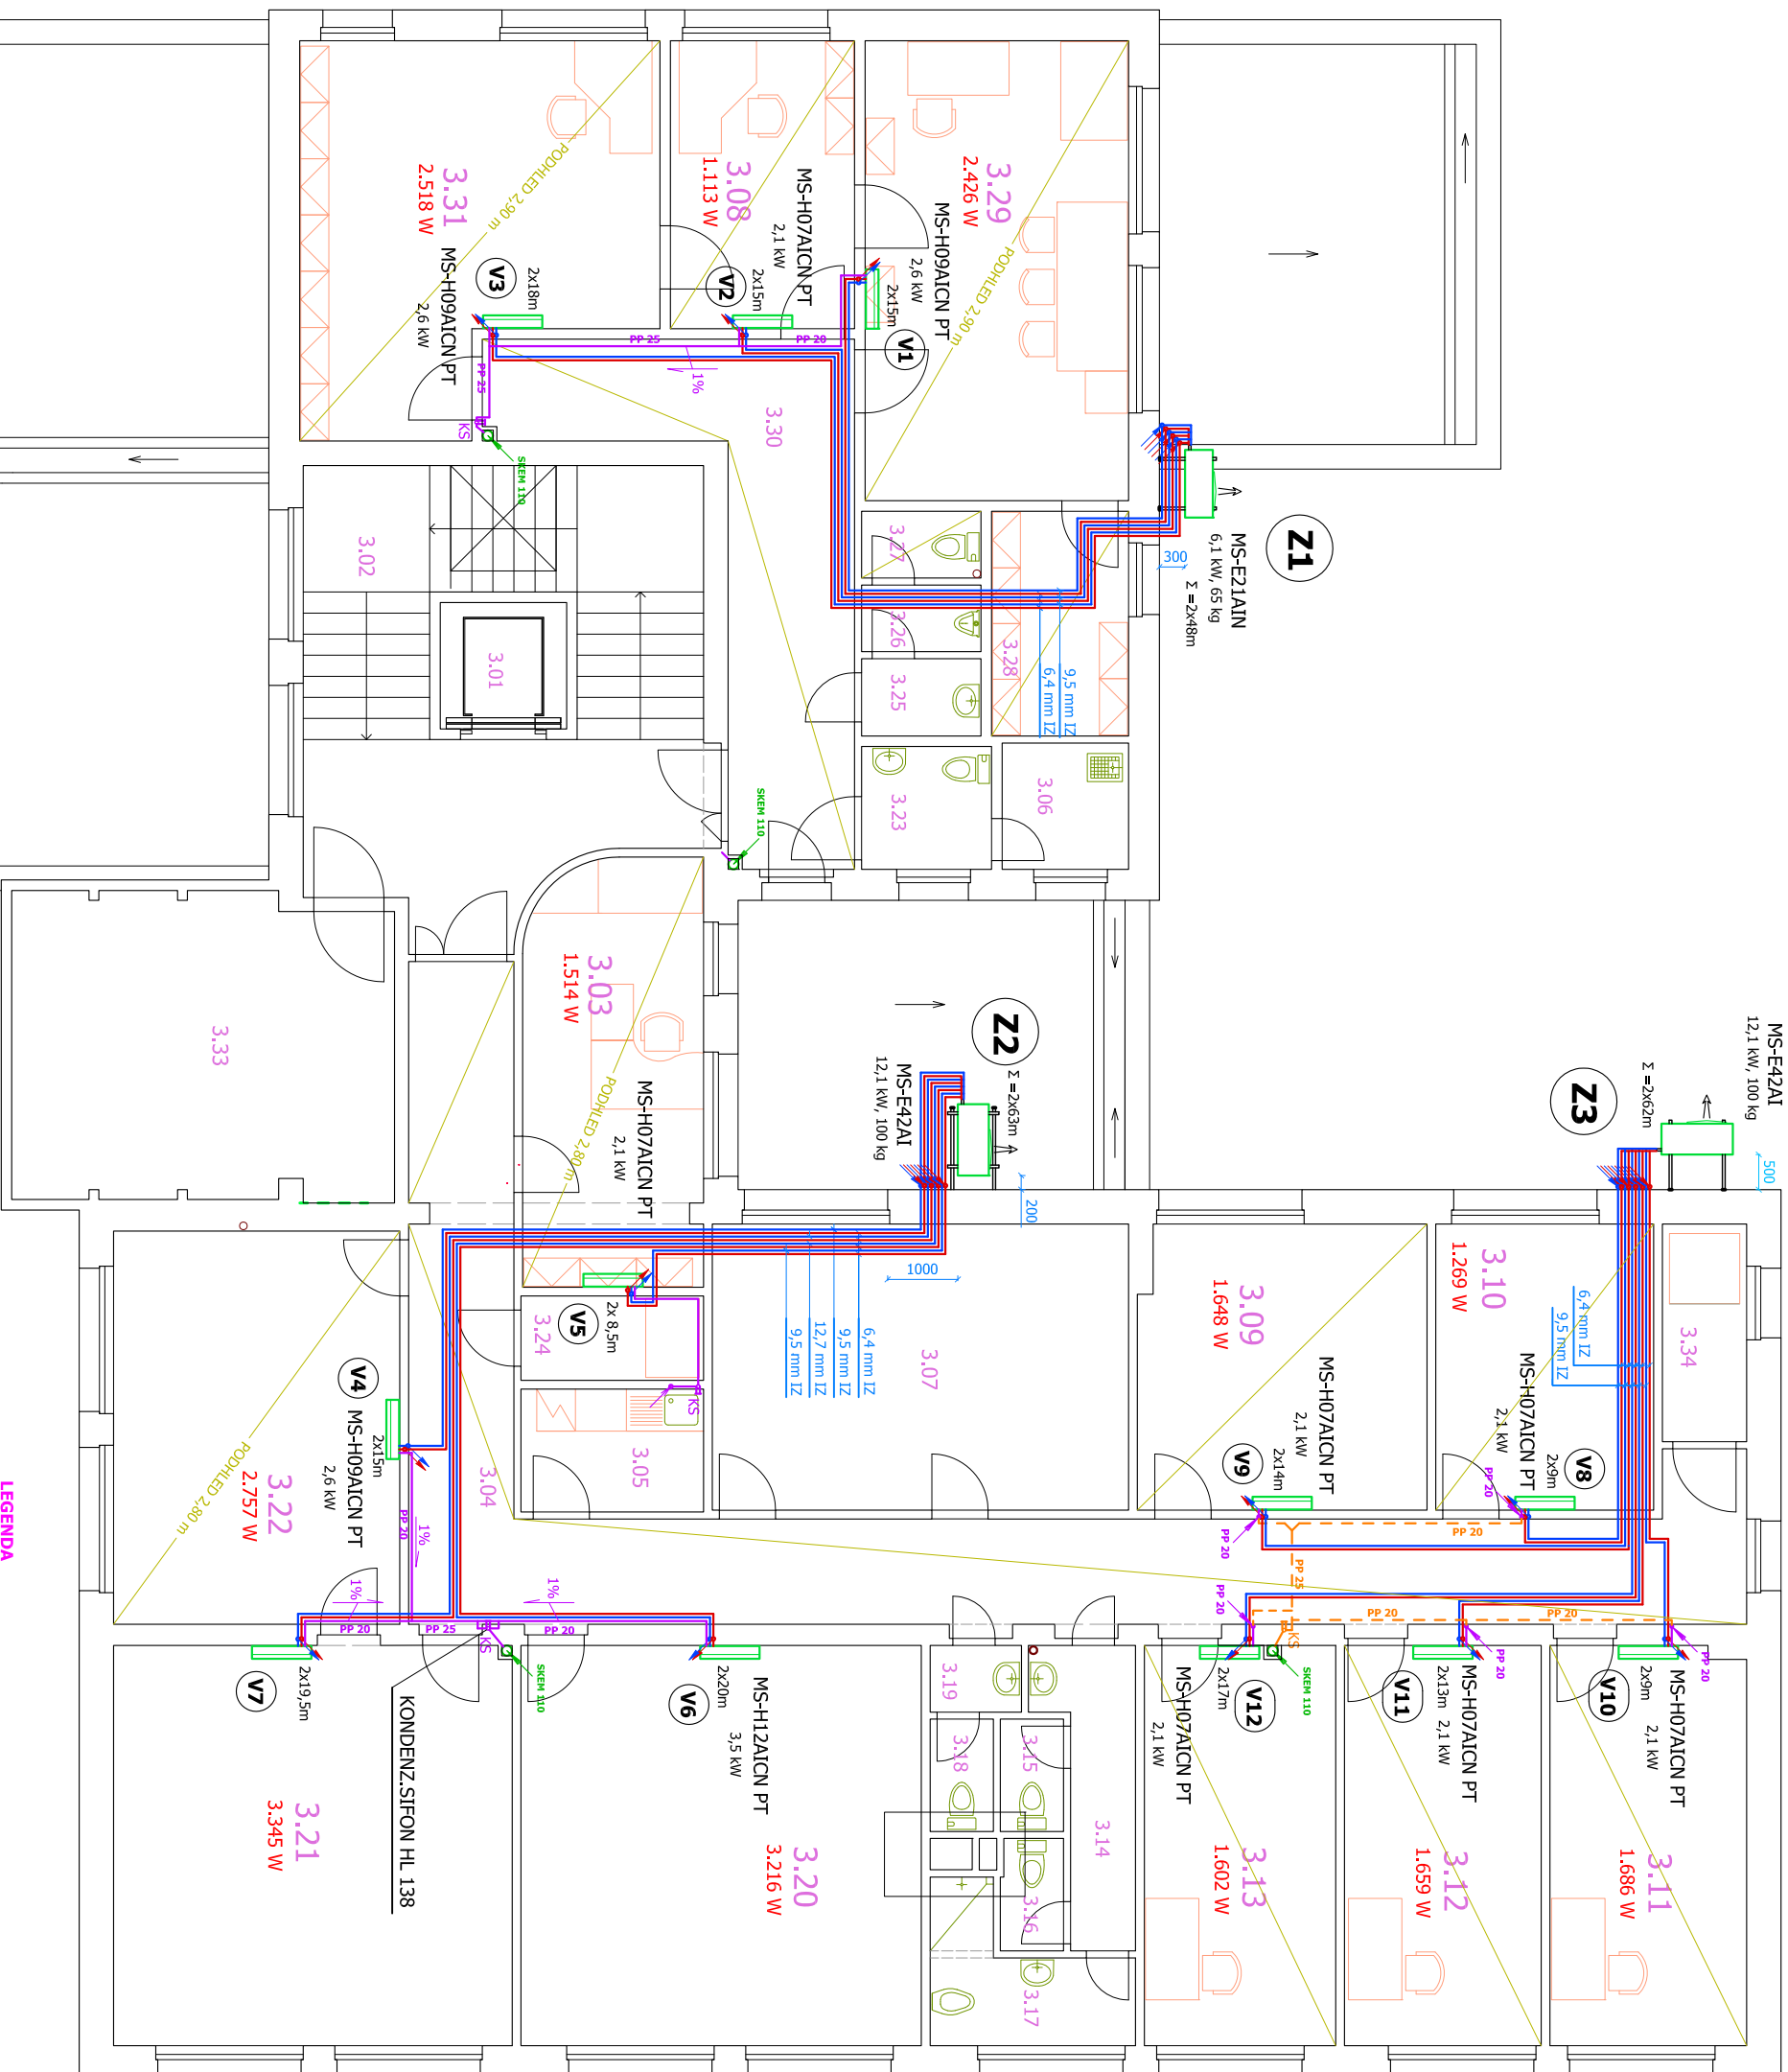 3.29
2.426 W
PODHLED 2,90 m
MS-H09AICN PT
2,6 kW
2x15m
V1
3.08
1.113 W
MS-H07AICN PT
2,1 kW
2x15m
V2
3.31
2.518 W
PODHLED 2,90 m
MS-H09AICN PT
2,6 kW
2x18m
V3
PP 25
PP 20
1%
PP 25
KS
SKEM 110
3.30
Z1
MS-E21AIN
6,1 kW, 65 kg
Σ =2x48m
300
3.27
3.26
3.25
3.28
9,5 mm IZ
6,4 mm IZ
3.23
3.06
3.02
3.01
SKEM 110
3.03
1.514 W
PODHLED 2,80 m
MS-H07AICN PT
2,1 kW
3.33
Z2
Σ =2x63m
MS-E42AI
12,1 kW, 100 kg
200
1000
Z3
Σ =2x62m
MS-E42AI
12,1 kW, 100 kg
500
V5
2x 8,5m
3.24
KS
3.05
3.04
3.07
6,4 mm IZ
9,5 mm IZ
12,7 mm IZ
9,5 mm IZ
3.09
1.648 W
MS-H07AICN PT
2,1 kW
2x14m
V9
3.10
1.269 W
6,4 mm IZ
9,5 mm IZ
MS-H07AICN PT
2,1 kW
2x9m
V8
3.34
PP 20
PP 20
PP 20
PP 25
PP 20
PP 20
PP 20
PP 20
PP 20
KS
SKEM 110
V4
2x15m
MS-H09AICN PT
2,6 kW
3.22
2.757 W
PODHLED 2,80 m
PP 20
1%
1%
PP 20
PP 25
1%
PP 20
KS
SKEM 110
V7
2x19,5m
3.21
3.345 W
KONDENZ.SIFON HL 138
V6
2x20m
MS-H12AICN PT
3,5 kW
3.20
3.216 W
3.19
3.18
3.15
3.14
3.16
3.17
V12
2x17m
MS-H07AICN PT
2,1 kW
3.13
1.602 W
V11
2x13m
MS-H07AICN PT
2,1 kW
3.12
1.659 W
V10
2x9m
MS-H07AICN PT
2,1 kW
3.11
1.686 W
LEGENDA